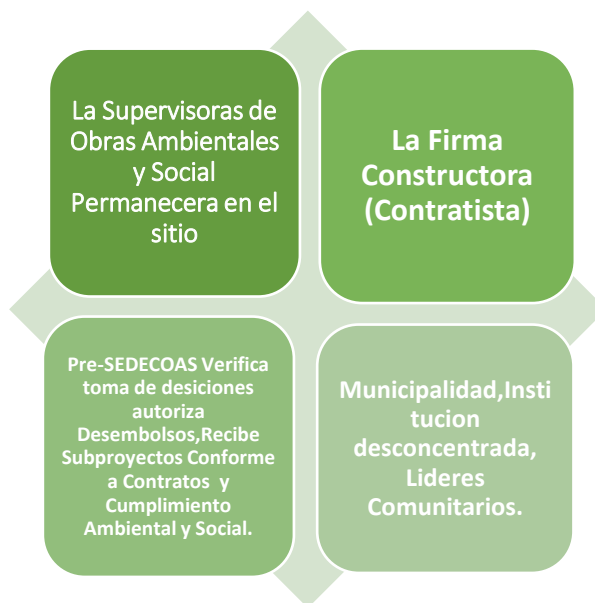 La Supervisoras de
Obras Ambientales
y Social
Permanecera en el
sitio
La Firma
Constructora
(Contratista)
Pre-SEDECOAS Verifica
toma de desiciones
autoriza
Desembolsos,Recibe
Subproyectos Conforme
a Contratos y
Cumplimiento
Ambiental y Social.
Municipalidad,Insti
tucion
desconcentrada,
Lideres
Comunitarios.